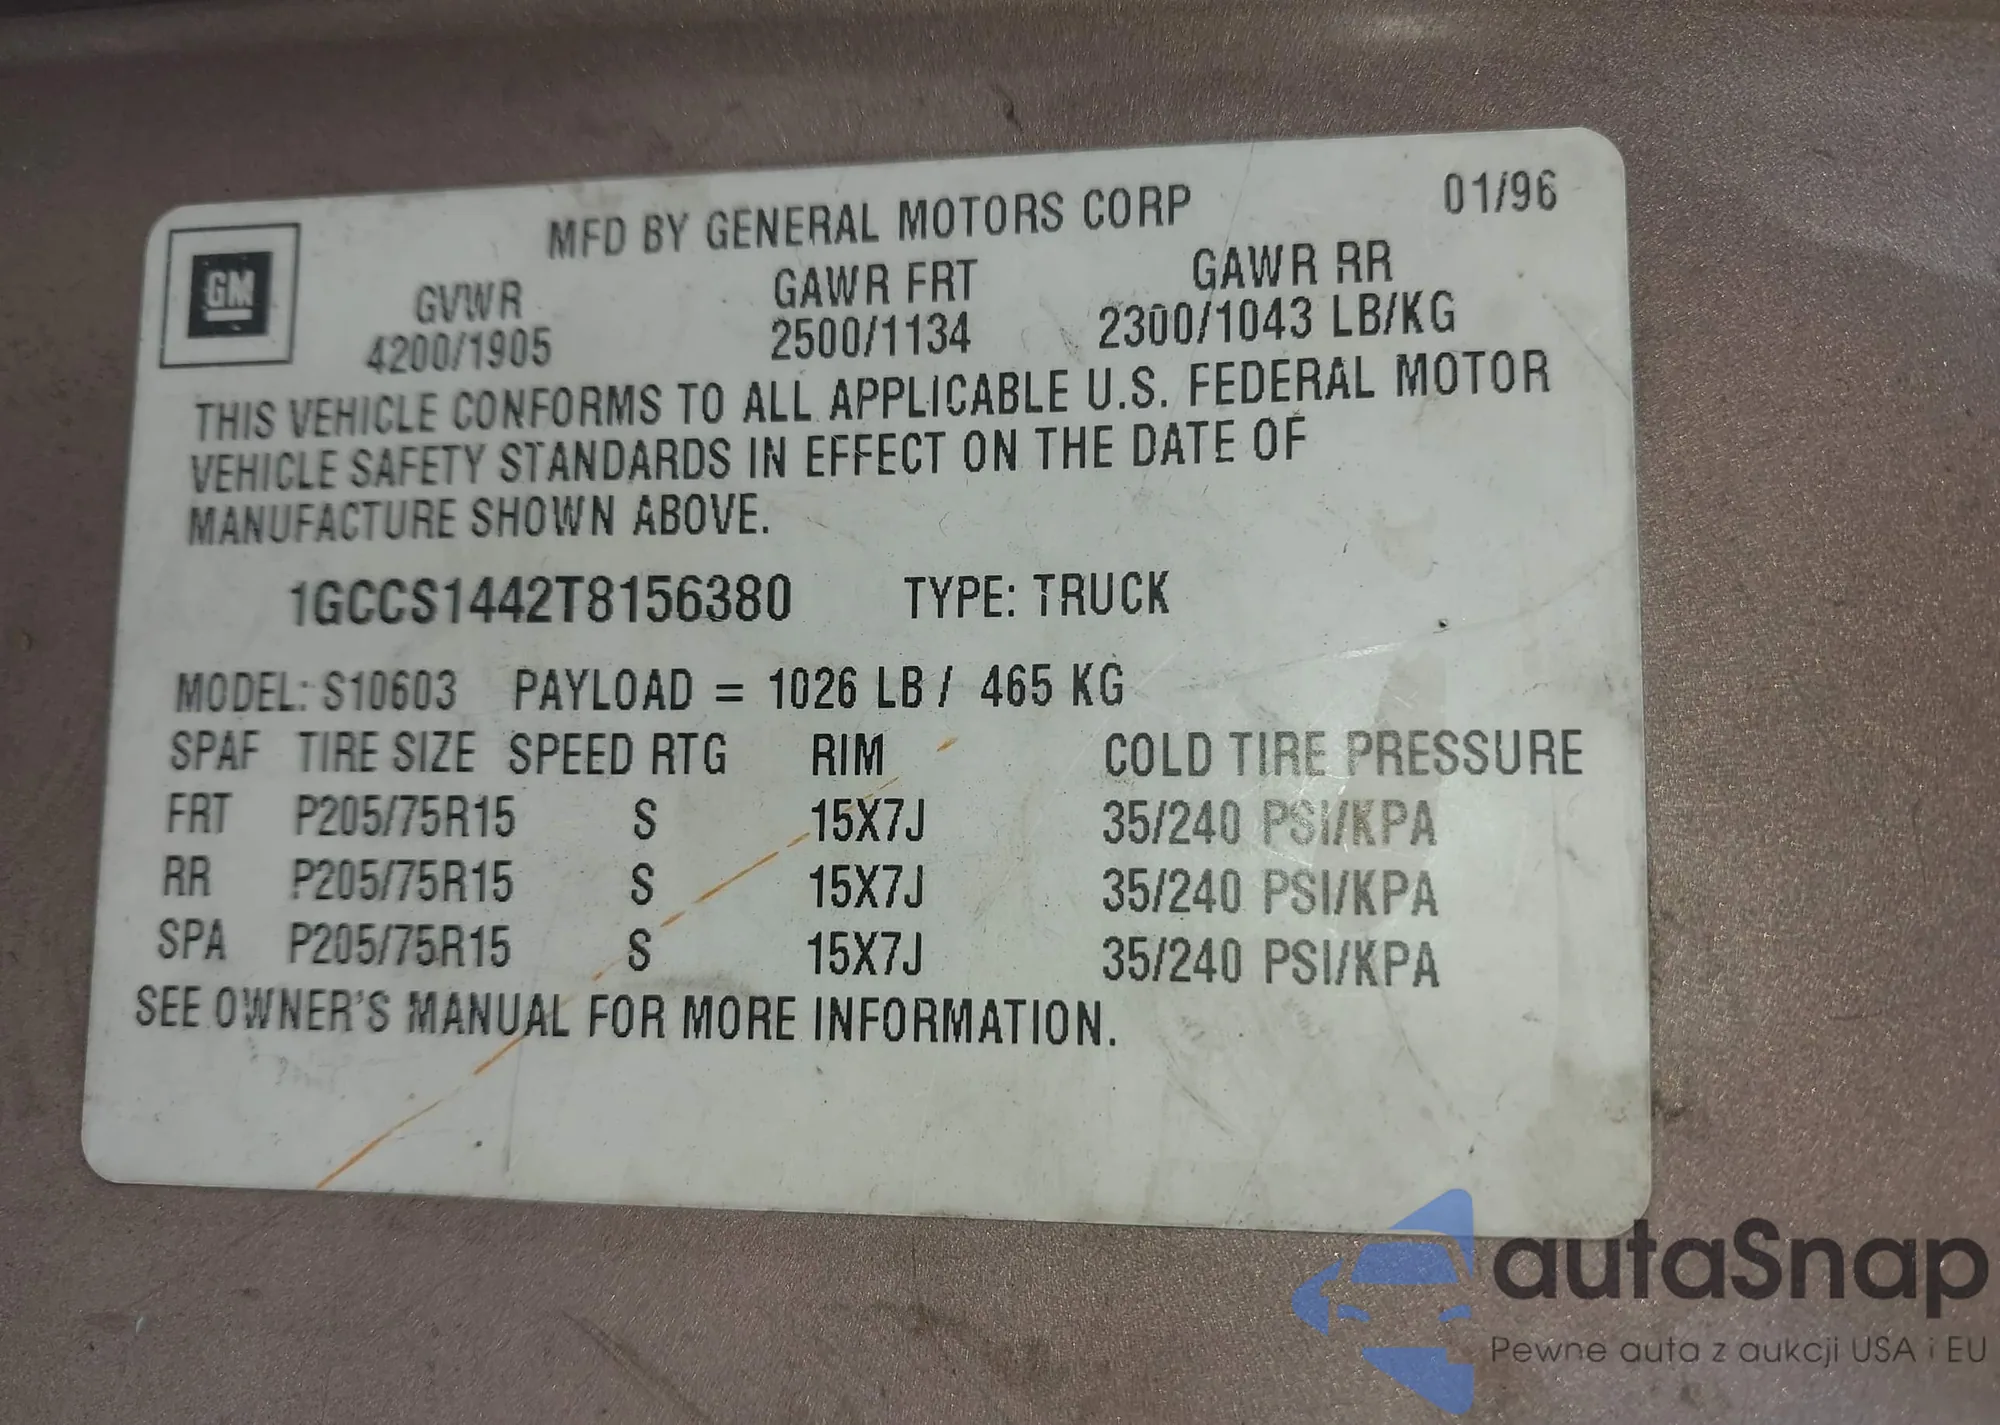 MFD BY GENERAL MOTORS CORP 01/96
GM
GVWR GAWR FRT GAWR RR
4200/1905 2500/1134 2300/1043 LB/KG
THIS VEHICLE CONFORMS TO ALL APPLICABLE U.S. FEDERAL MOTOR
VEHICLE SAFETY STANDARDS IN EFFECT ON THE DATE OF
MANUFACTURE SHOWN ABOVE.
1GCCS1442T8156380 TYPE: TRUCK
MODEL: S10603 PAYLOAD = 1026 LB / 465 KG
SPAF TIRE SIZE SPEED RTG RIM COLD TIRE PRESSURE
FRT P205/75R15 S 15X7J 35/240 PSI/KPA
RR P205/75R15 S 15X7J 35/240 PSI/KPA
SPA P205/75R15 S 15X7J 35/240 PSI/KPA
SEE OWNER'S MANUAL FOR MORE INFORMATION.
autaSnap
Pewne auta z aukcji USA i EU